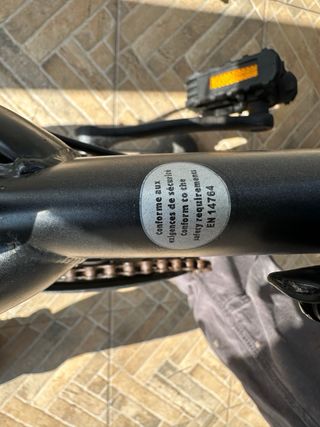 Conforme aux
exigences de sécurité
Conform to the
safety requirements
EN 14764